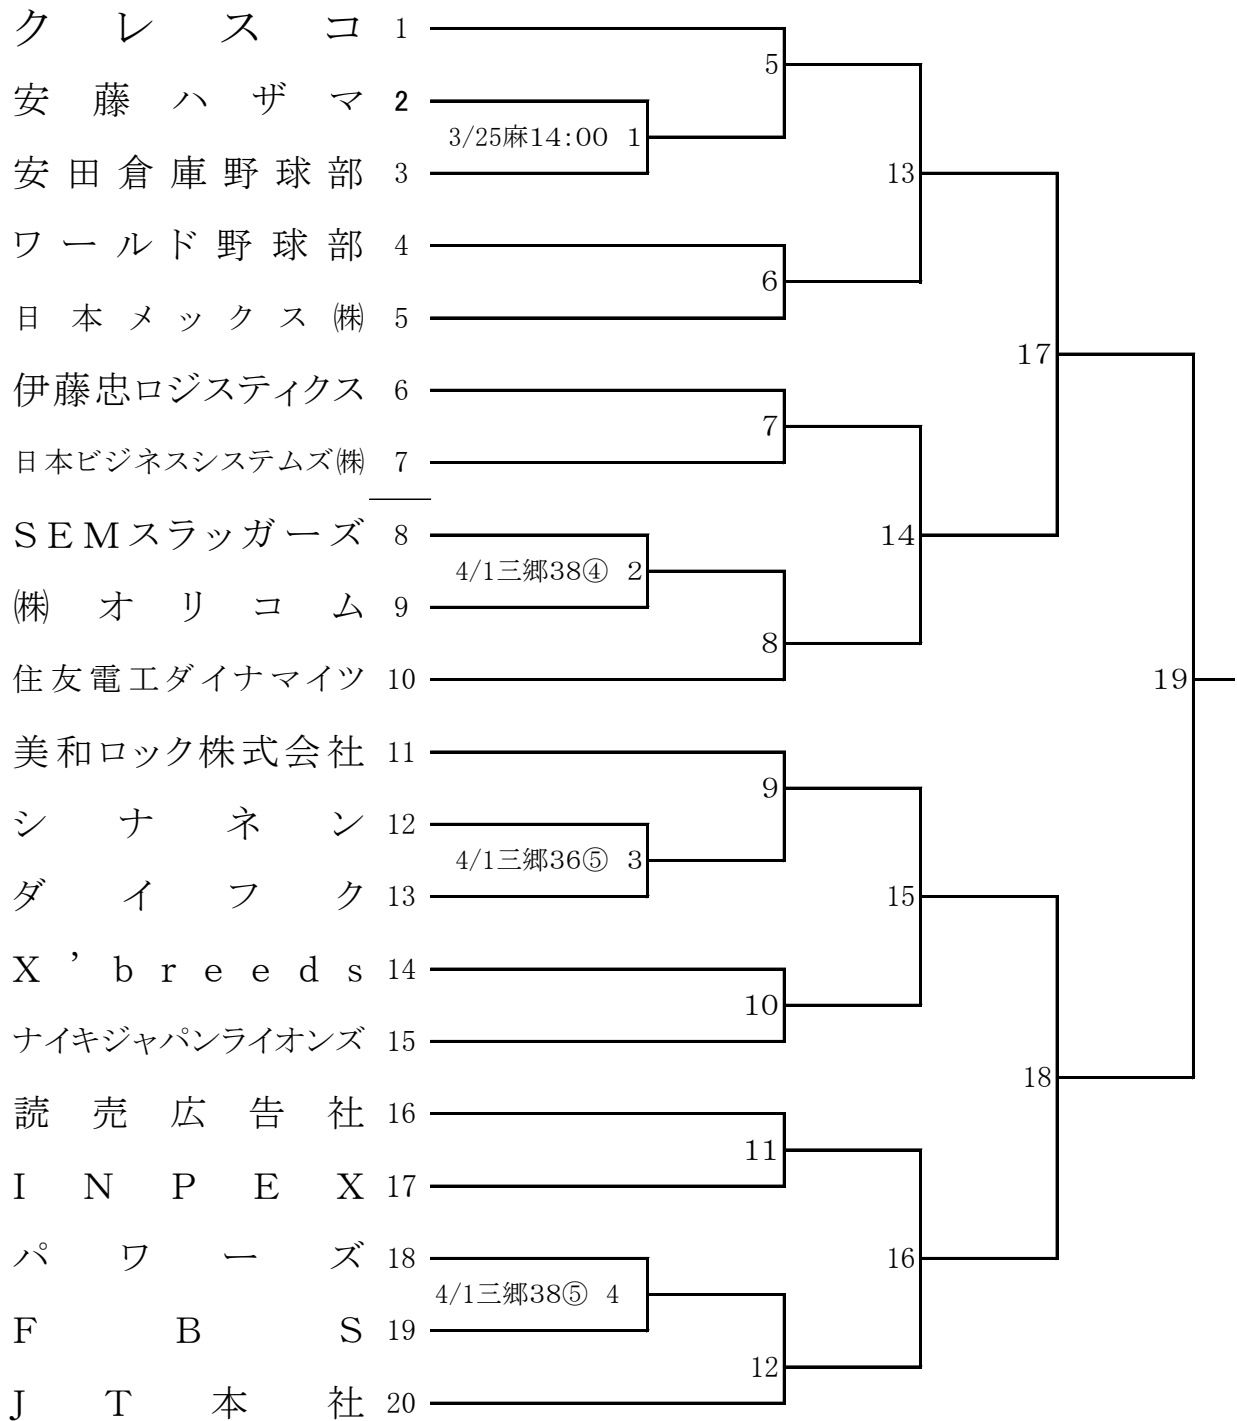 クレスコ 1
5
安藤ハザマ 2
3/25麻14:00 1
安田倉庫野球部 3
13
ワールド野球部 4
6
日本メックス㈱ 5
17
伊藤忠ロジスティクス 6
7
日本ビジネスシステムズ㈱ 7
SEMスラッガーズ 8
14
4/1三郷38④ 2
㈱オリコム 9
8
住友電工ダイナマイツ 10
19
美和ロック株式会社 11
9
シナネン 12
4/1三郷36⑤ 3
ダイフク 13
15
X’breeds 14
10
ナイキジャパンライオンズ 15
18
読売広告社 16
11
INPEX 17
パワーズ 18
16
4/1三郷38⑤ 4
FBS 19
12
JT本社 20